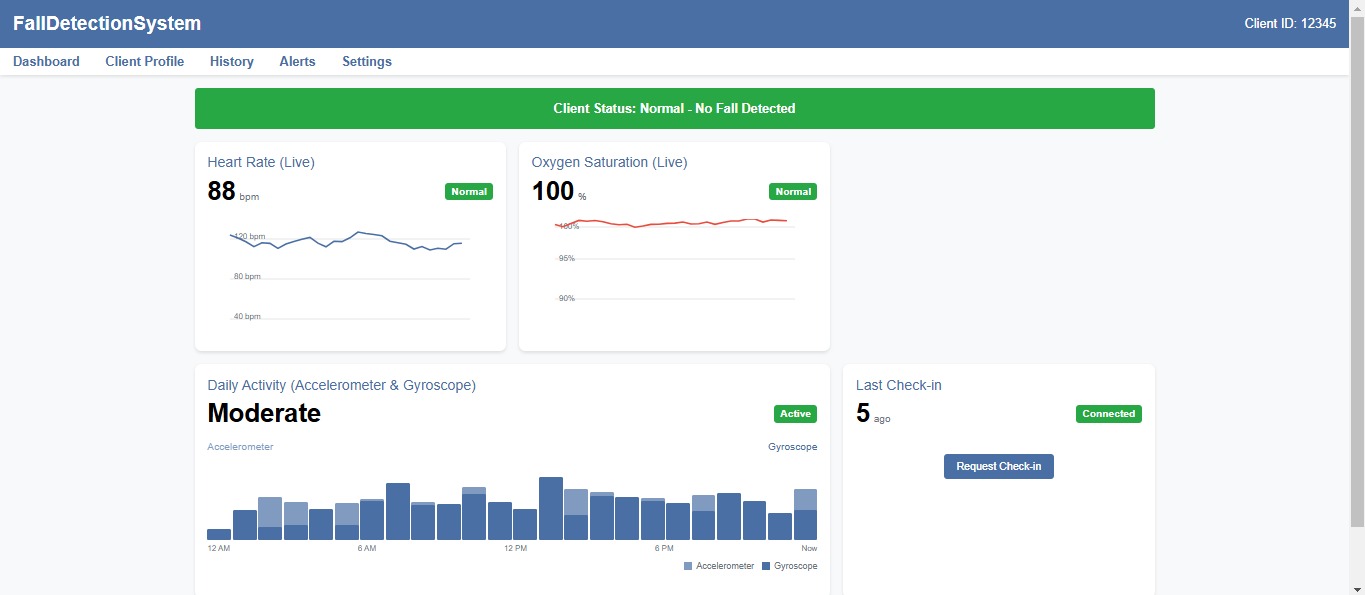 FallDetectionSystem
Client ID: 12345
Dashboard Client Profile History Alerts Settings
Client Status: Normal - No Fall Detected
Heart Rate (Live)
88 bpm
Normal
120 bpm
80 bpm
40 bpm
Oxygen Saturation (Live)
100 %
Normal
100%
95%
90%
Daily Activity (Accelerometer & Gyroscope)
Moderate
Active
Accelerometer
Gyroscope
12 AM 6 AM 12 PM 6 PM Now
Accelerometer Gyroscope
Last Check-in
5 ago
Connected
Request Check-in